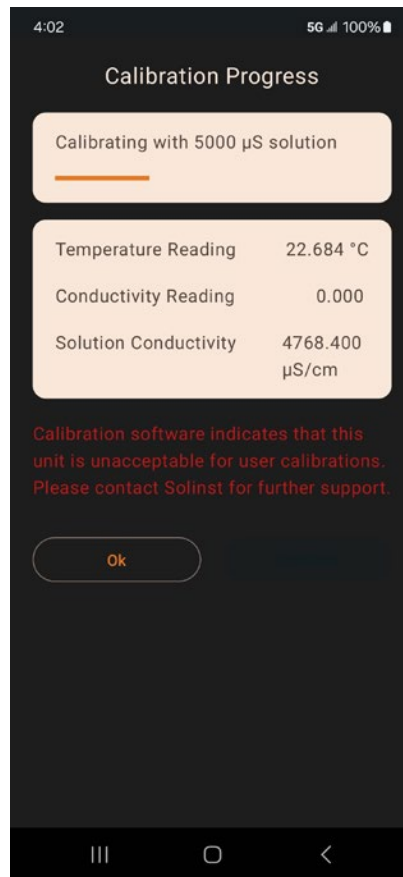 4:02
5G 100%
Calibration Progress
Calibrating with 5000 µS solution
Temperature Reading 22.684 °C
Conductivity Reading 0.000
Solution Conductivity 4768.400
µS/cm
Calibration software indicates that this
unit is unacceptable for user calibrations.
Please contact Solinst for further support.
Ok